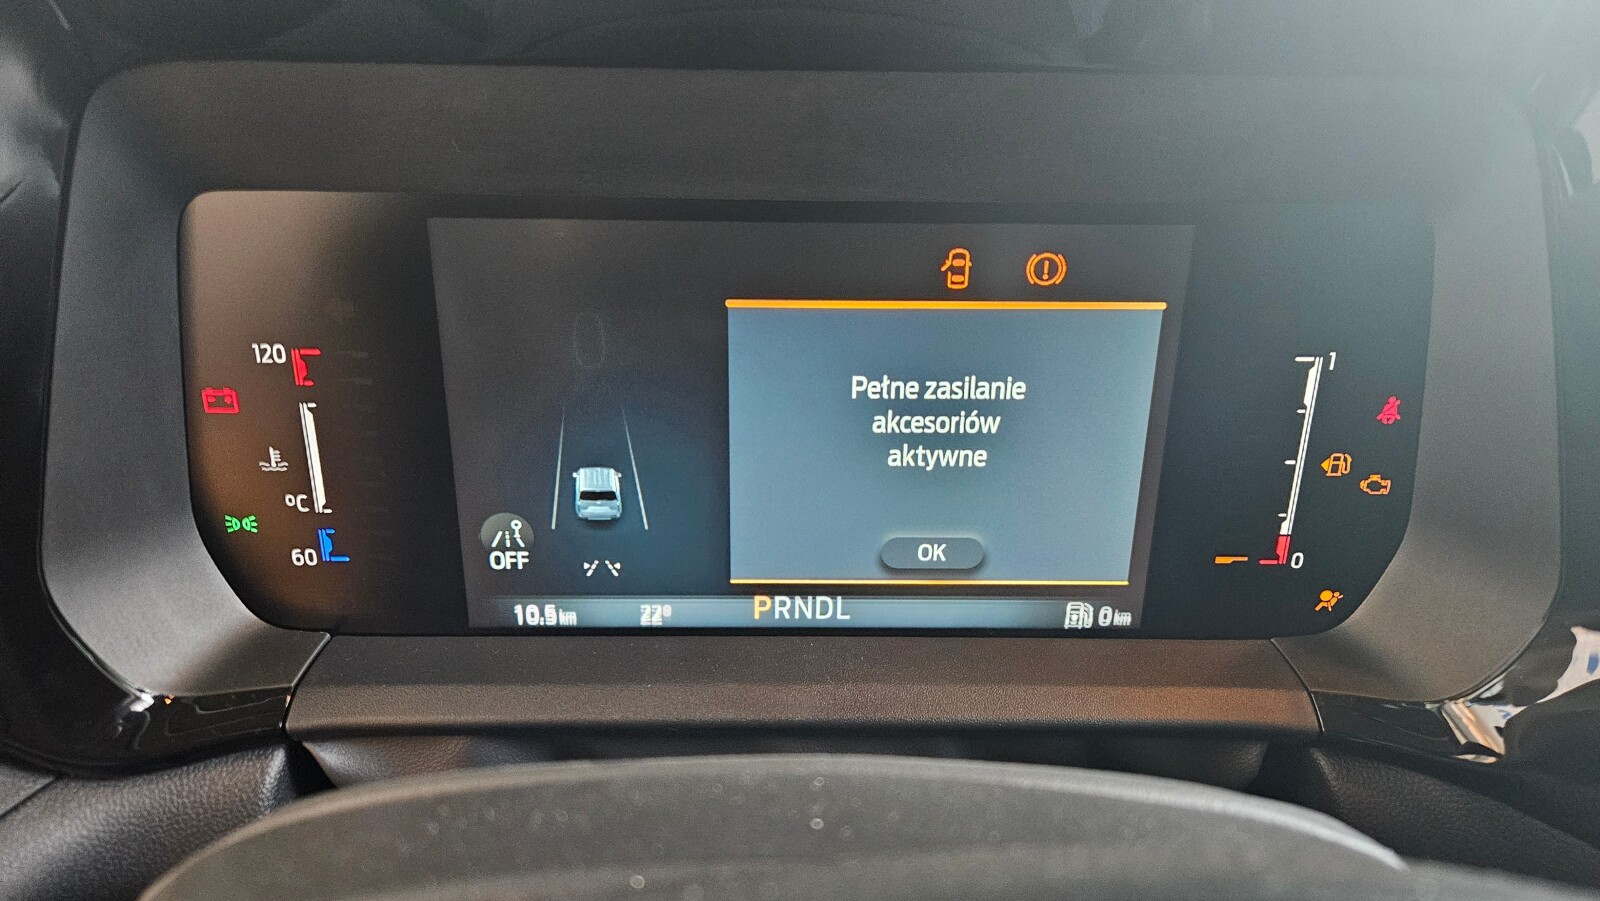 120
Pełne zasilanie
akcesoriów
aktywne
1
°C
60
OFF
OK
0
10.5 km
22°
PRNDL
0 km